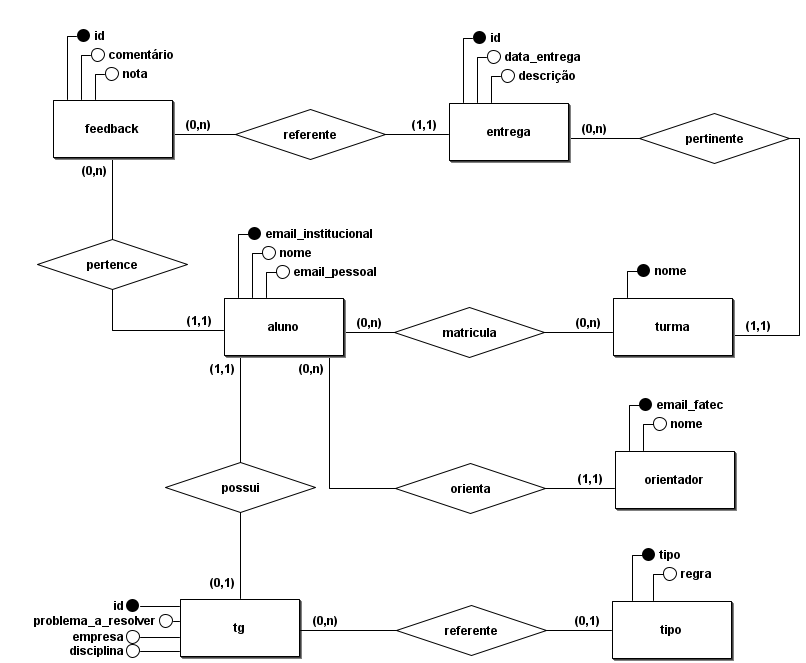 id
comentário
nota
feedback
(0,n)
referente
(1,1)
id
data_entrega
descrição
entrega
(0,n)
pertinente
(0,n)
pertence
(1,1)
email_institucional
nome
email_pessoal
aluno
(0,n)
matricula
(0,n)
nome
turma
(1,1)
(1,1)
(0,n)
possui
orienta
(1,1)
email_fatec
nome
orientador
(0,1)
id
problema_a_resolver
empresa
disciplina
tg
(0,n)
referente
(0,1)
tipo
regra
tipo